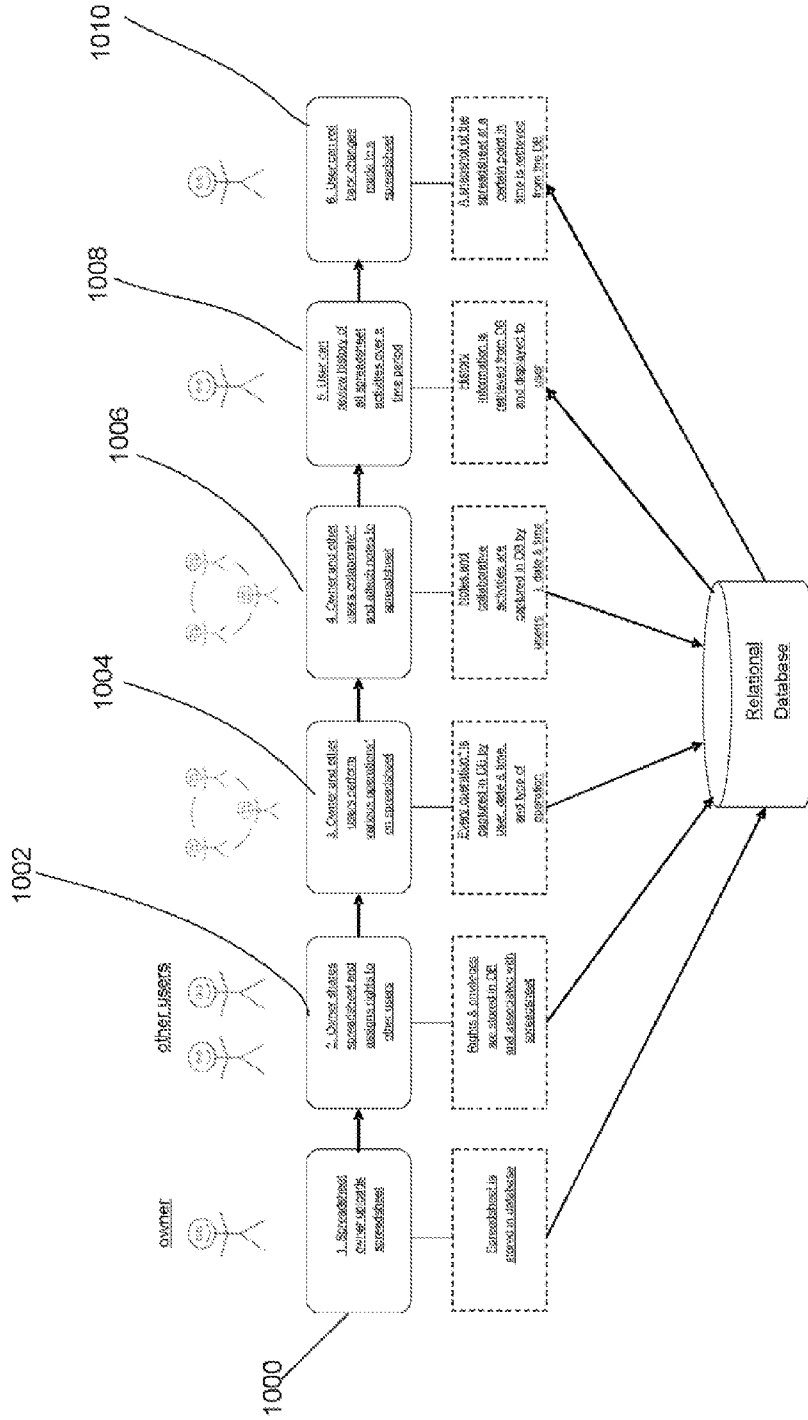 owner
other users
1000
1002
1004
1006
1008
1010
1. Spreadsheet
owner uploads
spreadsheet
2. Owner shares
spreadsheet and
assigns rights to
other users
3. Owner and other
users perform
various operations*
on spreadsheet
4. Owner and other
users collaborate**
and attach notes to
spreadsheet
5. User can
review history of
all spreadsheet
activities over a
time period
6. User can roll
back changes
made to a
spreadsheet
Spreadsheet is
stored in database
Rights & privileges
are stored in DB
and associated with
spreadsheet
Every operation* is
captured in DB by
user, date & time,
and type of
operation
Notes and
collaborative
activities are
captured in DB by
users
date & time
History
information is
retrieved from DB
and displayed to
user
A snapshot of the
spreadsheet at a
certain point in
time is retrieved
from the DB
Relational
Database